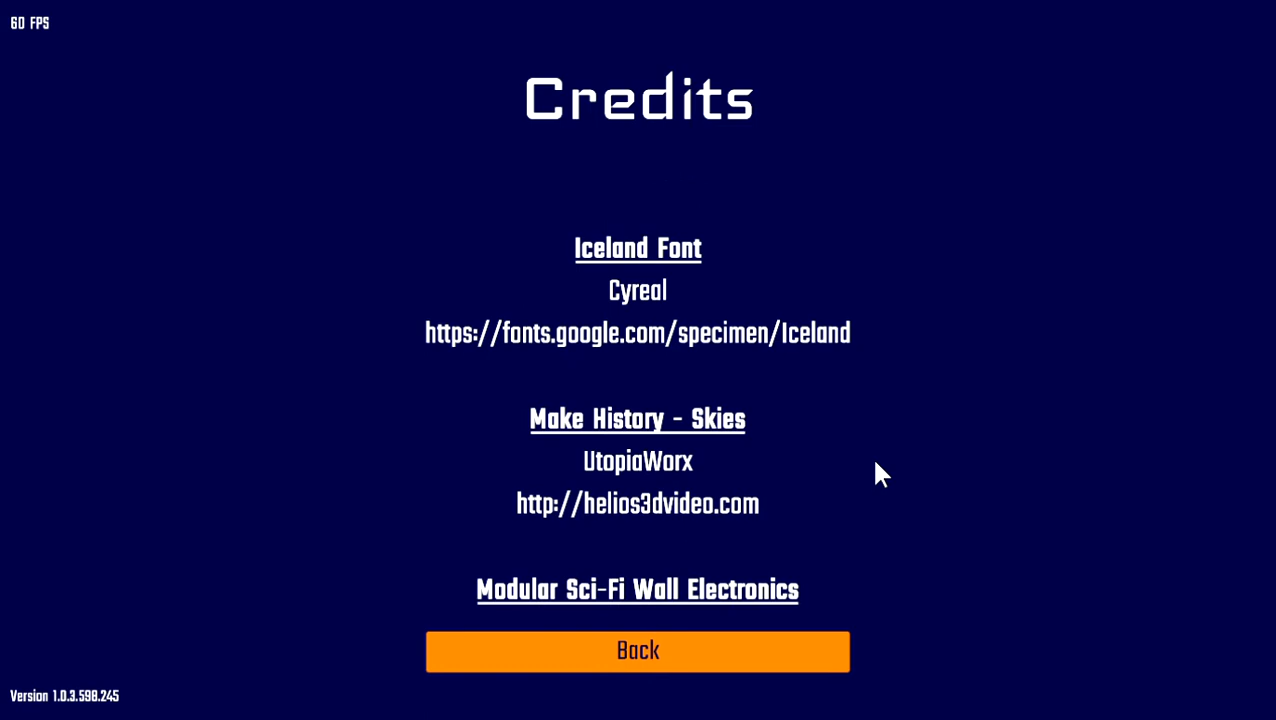 60 FPS
Credits
Iceland Font
Cyreal
https://fonts.google.com/specimen/Iceland
Make History - Skies
UtopiaWorx
http://helios3dvideo.com
Modular Sci-Fi Wall Electronics
Back
Version 1.0.3.598.245